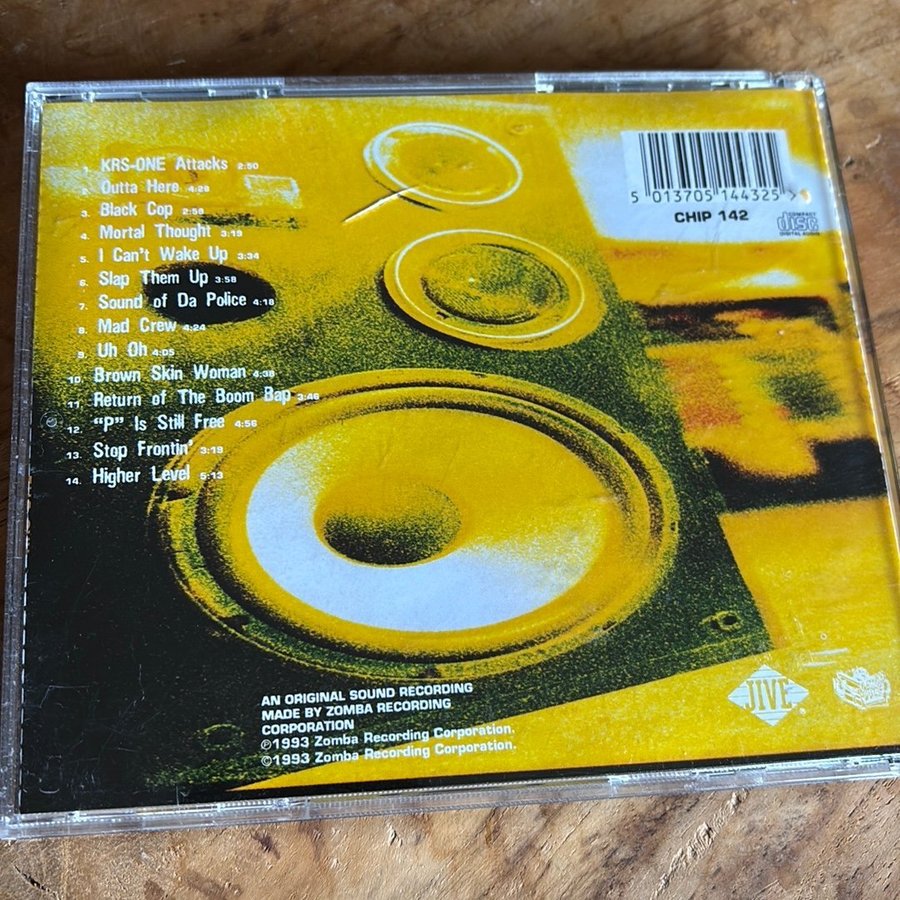 1. KRS-ONE Attacks 2:50
2. Outta Here 4:28
3. Black Cop 2:58
4. Mortal Thought 3:19
5. I Can't Wake Up 3:34
6. Slap Them Up 3:58
7. Sound of Da Police 4:18
8. Mad Crew 4:24
9. Uh Oh 4:05
10. Brown Skin Woman 4:38
11. Return of The Boom Bap 3:46
12. "P" Is Still Free 4:56
13. Stop Frontin' 3:19
14. Higher Level 5:13
5 013705 144325 >
CHIP 142
COMPACT
disc
DIGITAL AUDIO
AN ORIGINAL SOUND RECORDING
MADE BY ZOMBA RECORDING
CORPORATION
℗1993 Zomba Recording Corporation.
©1993 Zomba Recording Corporation.
JIVE